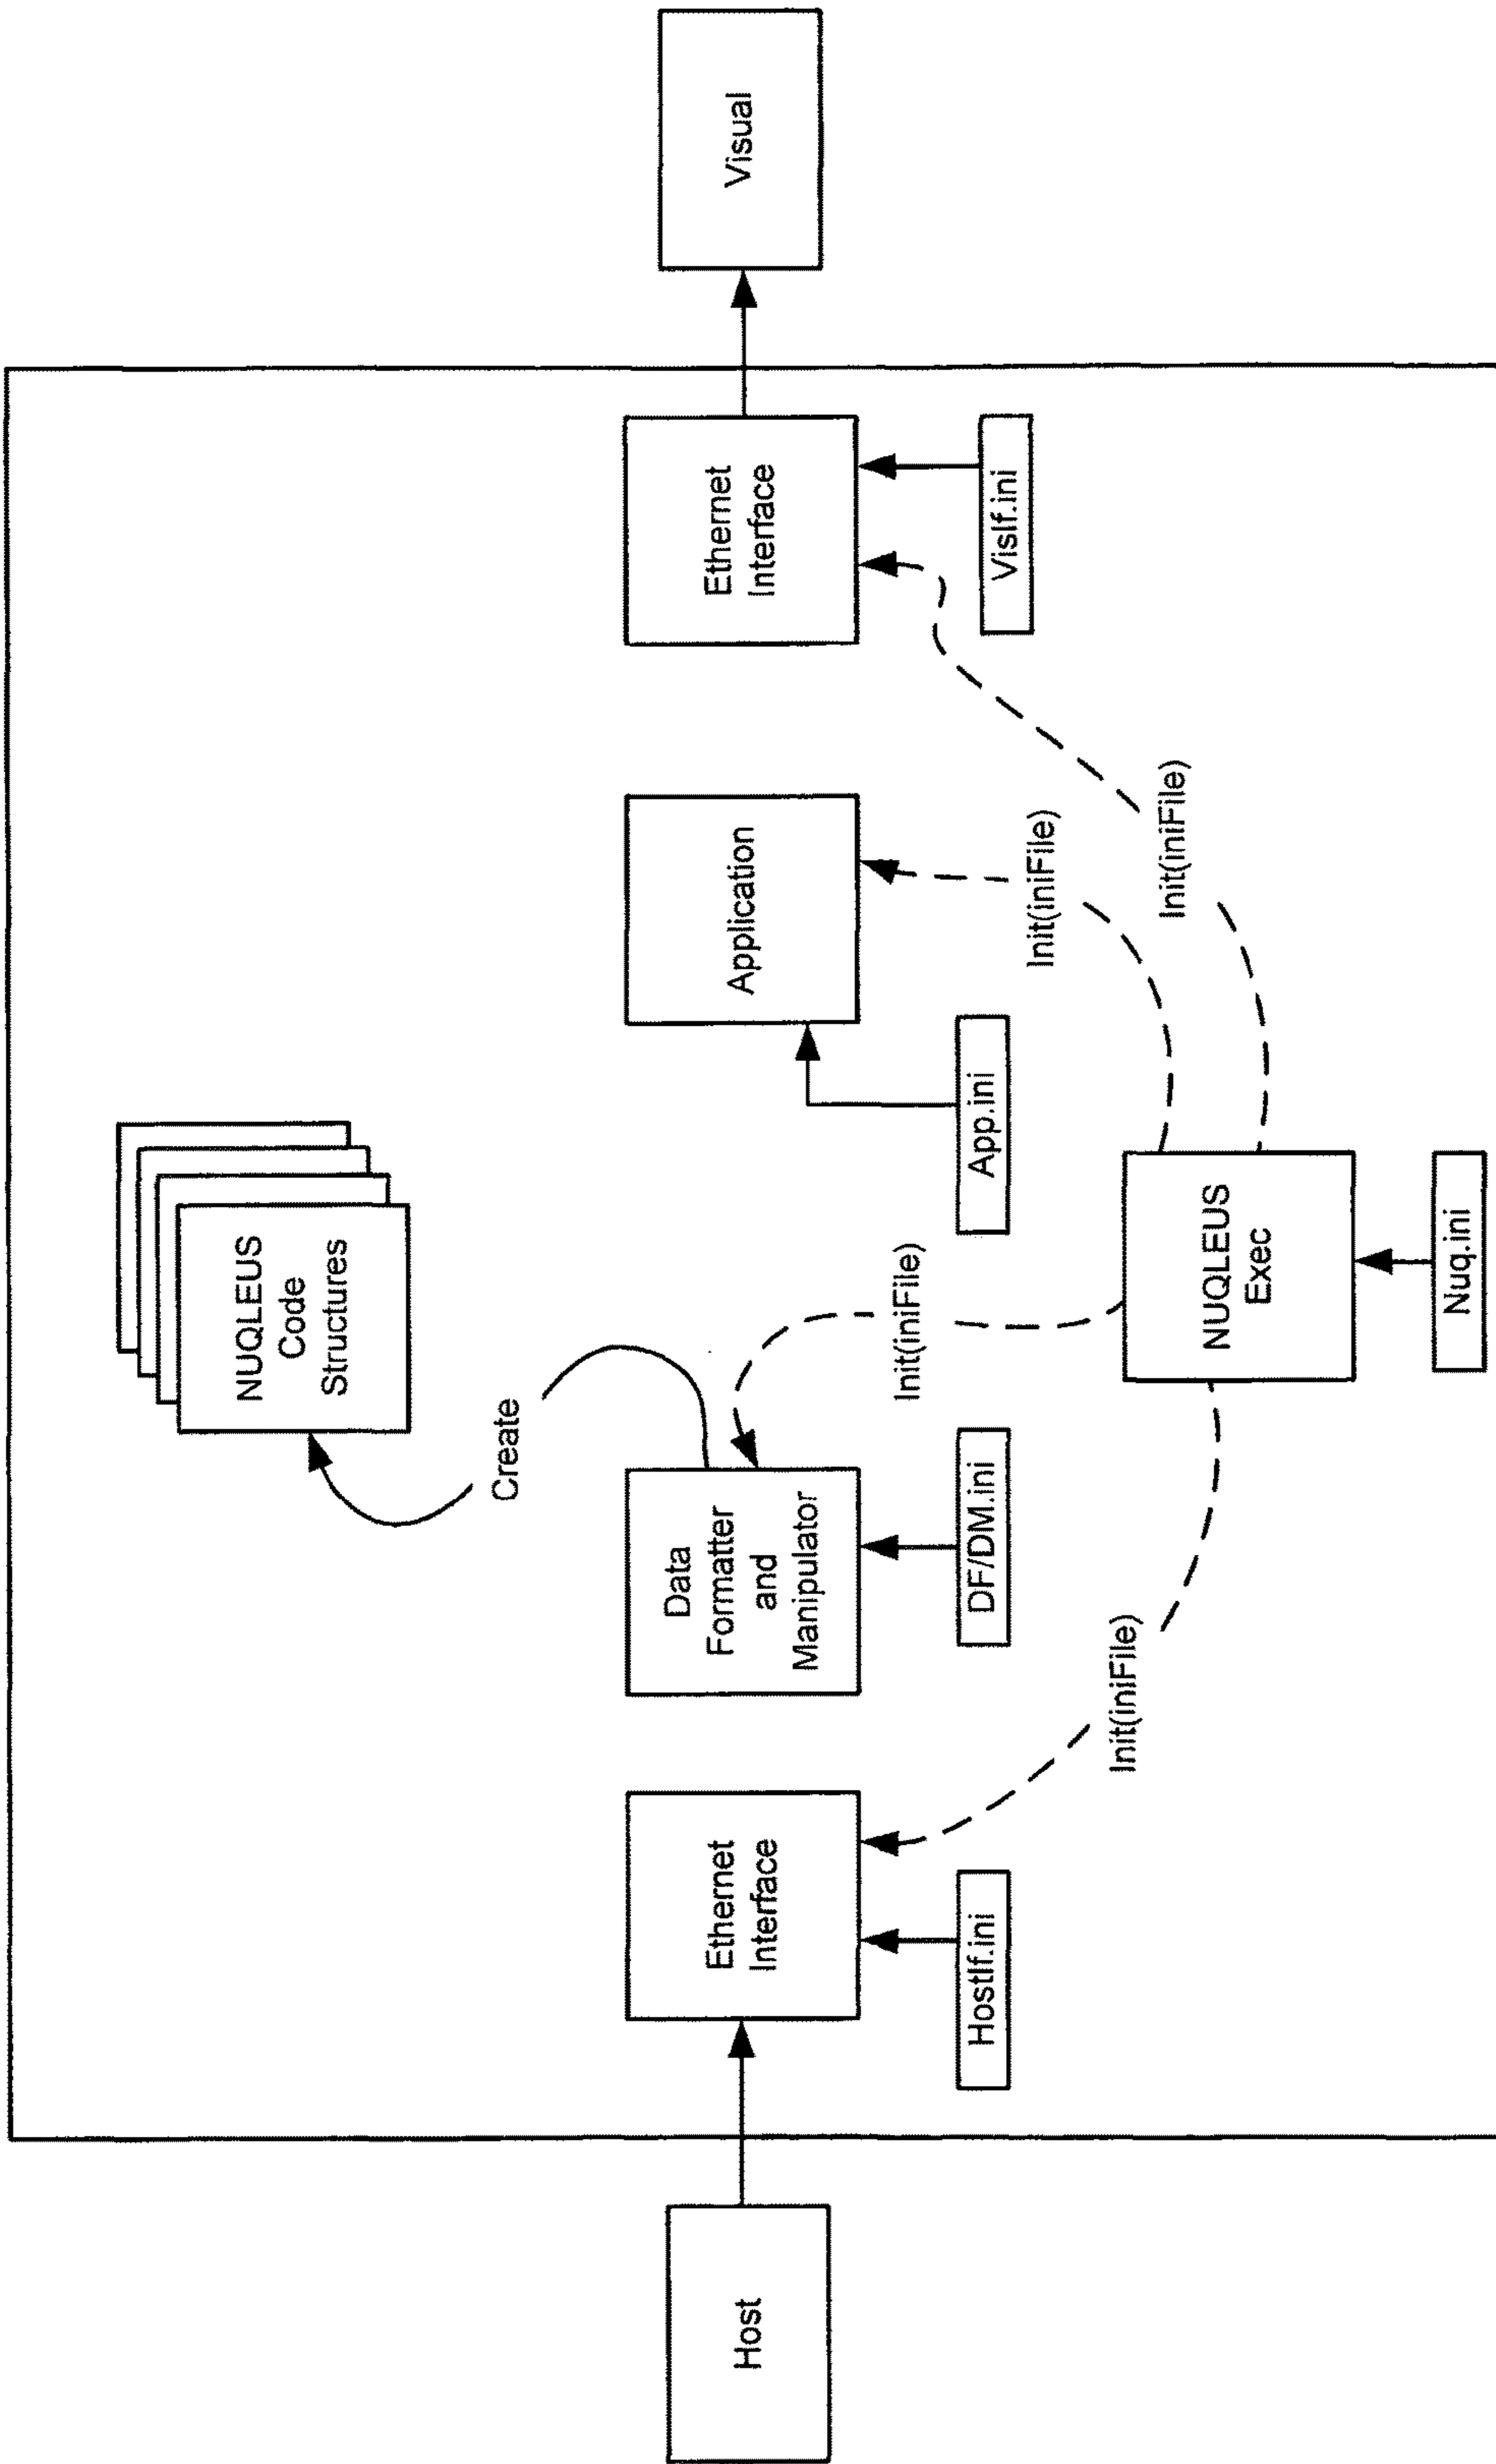 NUQLEUS
Code
Structures
Create
Host
Ethernet
Interface
Data
Formatter
and
Manipulator
Application
Ethernet
Interface
Visual
HostIf.ini
DF/DM.ini
Init(iniFile)
App.ini
Init(iniFile)
VisIf.ini
Init(iniFile)
Init(iniFile)
NUQLEUS
Exec
Nuq.ini